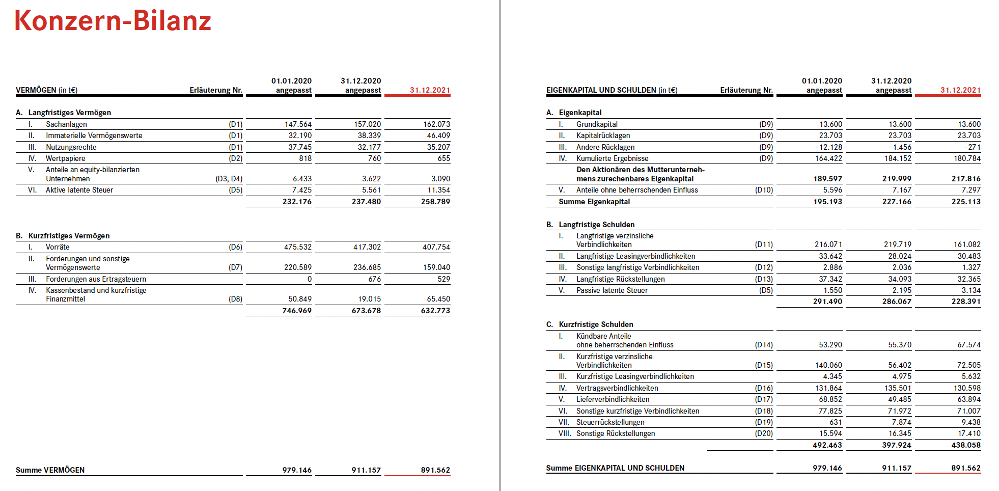 Konzern-Bilanz
01.01.2020 31.12.2020
VERMÖGEN (in t€) Erläuterung Nr. angepasst angepasst 31.12.2021
A. Langfristiges Vermögen
I. Sachanlagen (D1) 147.564 157.020 162.073
II. Immaterielle Vermögenswerte (D1) 32.190 38.339 46.409
III. Nutzungsrechte (D1) 37.745 32.177 35.207
IV. Wertpapiere (D2) 818 760 655
V. Anteile an equity-bilanzierten
Unternehmen (D3, D4) 6.433 3.622 3.090
VI. Aktive latente Steuer (D5) 7.425 5.561 11.354
232.176 237.480 258.789
B. Kurzfristiges Vermögen
I. Vorräte (D6) 475.532 417.302 407.754
II. Forderungen und sonstige
Vermögenswerte (D7) 220.589 236.685 159.040
III. Forderungen aus Ertragsteuern 0 676 529
IV. Kassenbestand und kurzfristige
Finanzmittel (D8) 50.849 19.015 65.450
746.969 673.678 632.773
Summe VERMÖGEN 979.146 911.157 891.562
01.01.2020 31.12.2020
EIGENKAPITAL UND SCHULDEN (in t€) Erläuterung Nr. angepasst angepasst 31.12.2021
A. Eigenkapital
I. Grundkapital (D9) 13.600 13.600 13.600
II. Kapitalrücklagen (D9) 23.703 23.703 23.703
III. Andere Rücklagen (D9) –12.128 –1.456 –271
IV. Kumulierte Ergebnisse (D9) 164.422 184.152 180.784
Den Aktionären des Mutterunterneh-
mens zurechenbares Eigenkapital 189.597 219.999 217.816
V. Anteile ohne beherrschenden Einfluss (D10) 5.596 7.167 7.297
Summe Eigenkapital 195.193 227.166 225.113
B. Langfristige Schulden
I. Langfristige verzinsliche
Verbindlichkeiten (D11) 216.071 219.719 161.082
II. Langfristige Leasingverbindlichkeiten 33.642 28.024 30.483
III. Sonstige langfristige Verbindlichkeiten (D12) 2.886 2.036 1.327
IV. Langfristige Rückstellungen (D13) 37.342 34.093 32.365
V. Passive latente Steuer (D5) 1.550 2.195 3.134
291.490 286.067 228.391
C. Kurzfristige Schulden
I. Kündbare Anteile
ohne beherrschenden Einfluss (D14) 53.290 55.370 67.574
II. Kurzfristige verzinsliche
Verbindlichkeiten (D15) 140.060 56.402 72.505
III. Kurzfristige Leasingverbindlichkeiten 4.345 4.975 5.632
IV. Vertragsverbindlichkeiten (D16) 131.864 135.501 130.598
V. Lieferverbindlichkeiten (D17) 68.852 49.485 63.894
VI. Sonstige kurzfristige Verbindlichkeiten (D18) 77.825 71.972 71.007
VII. Steuerrückstellungen (D19) 631 7.874 9.438
VIII. Sonstige Rückstellungen (D20) 15.594 16.345 17.410
492.463 397.924 438.058
Summe EIGENKAPITAL UND SCHULDEN 979.146 911.157 891.562